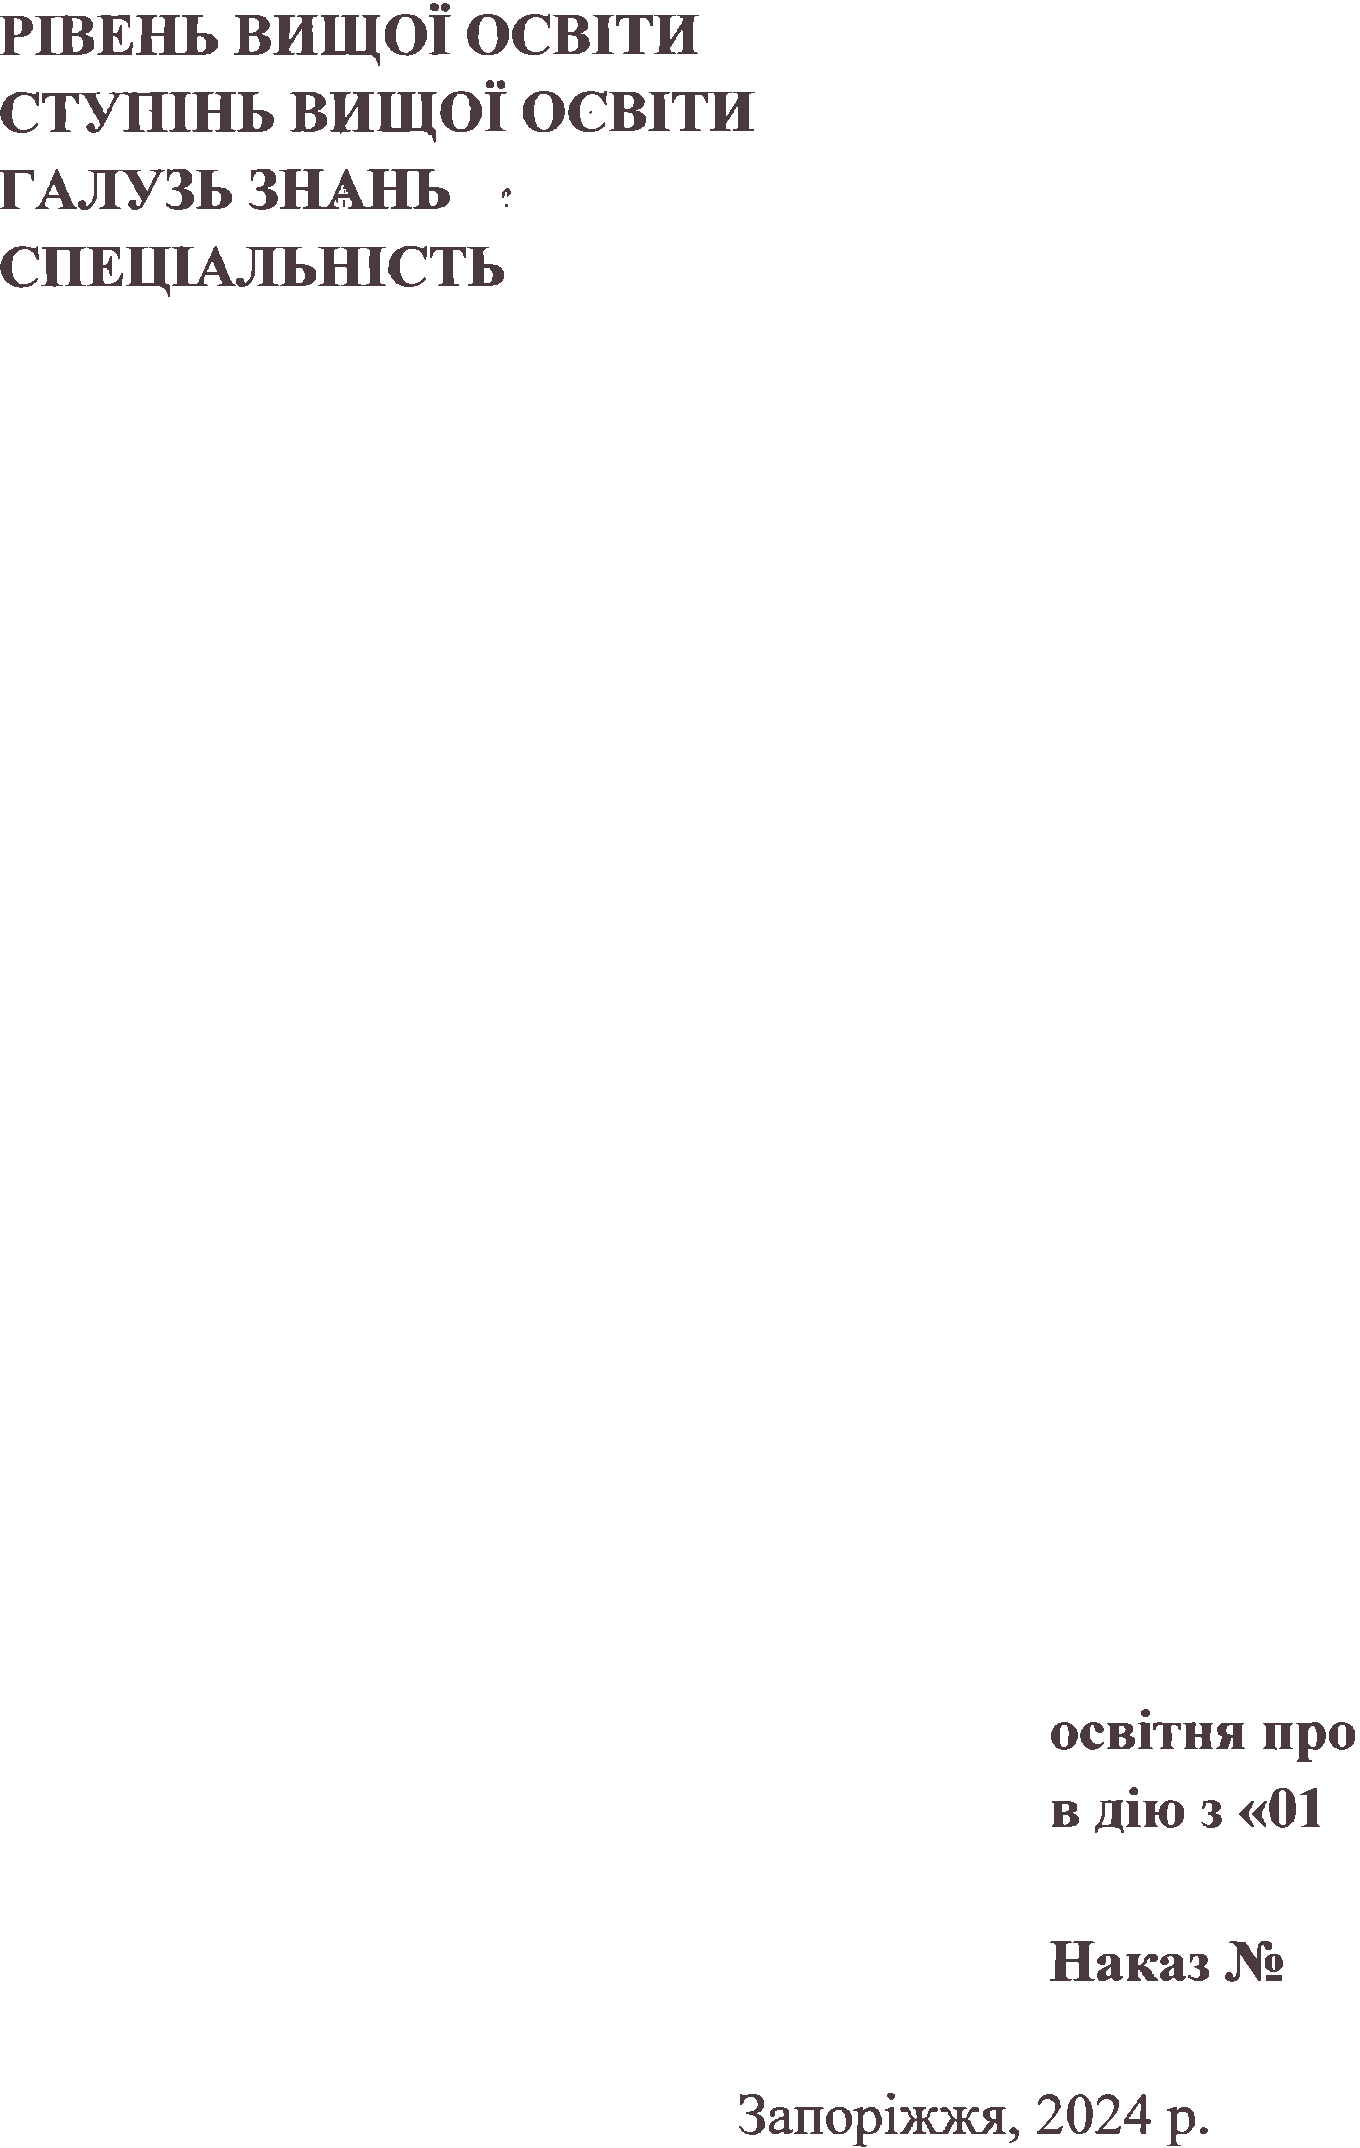 РІВЕНЬ ВИЩОЇ ОСВІТИ
СТУПІНЬ ВИЩОЇ ОСВІТИ
ГАЛУЗЬ ЗНАНЬ
СПЕЦІАЛЬНІСТЬ
освітня про
в дію з «01
Наказ №
Запоріжжя, 2024 р.